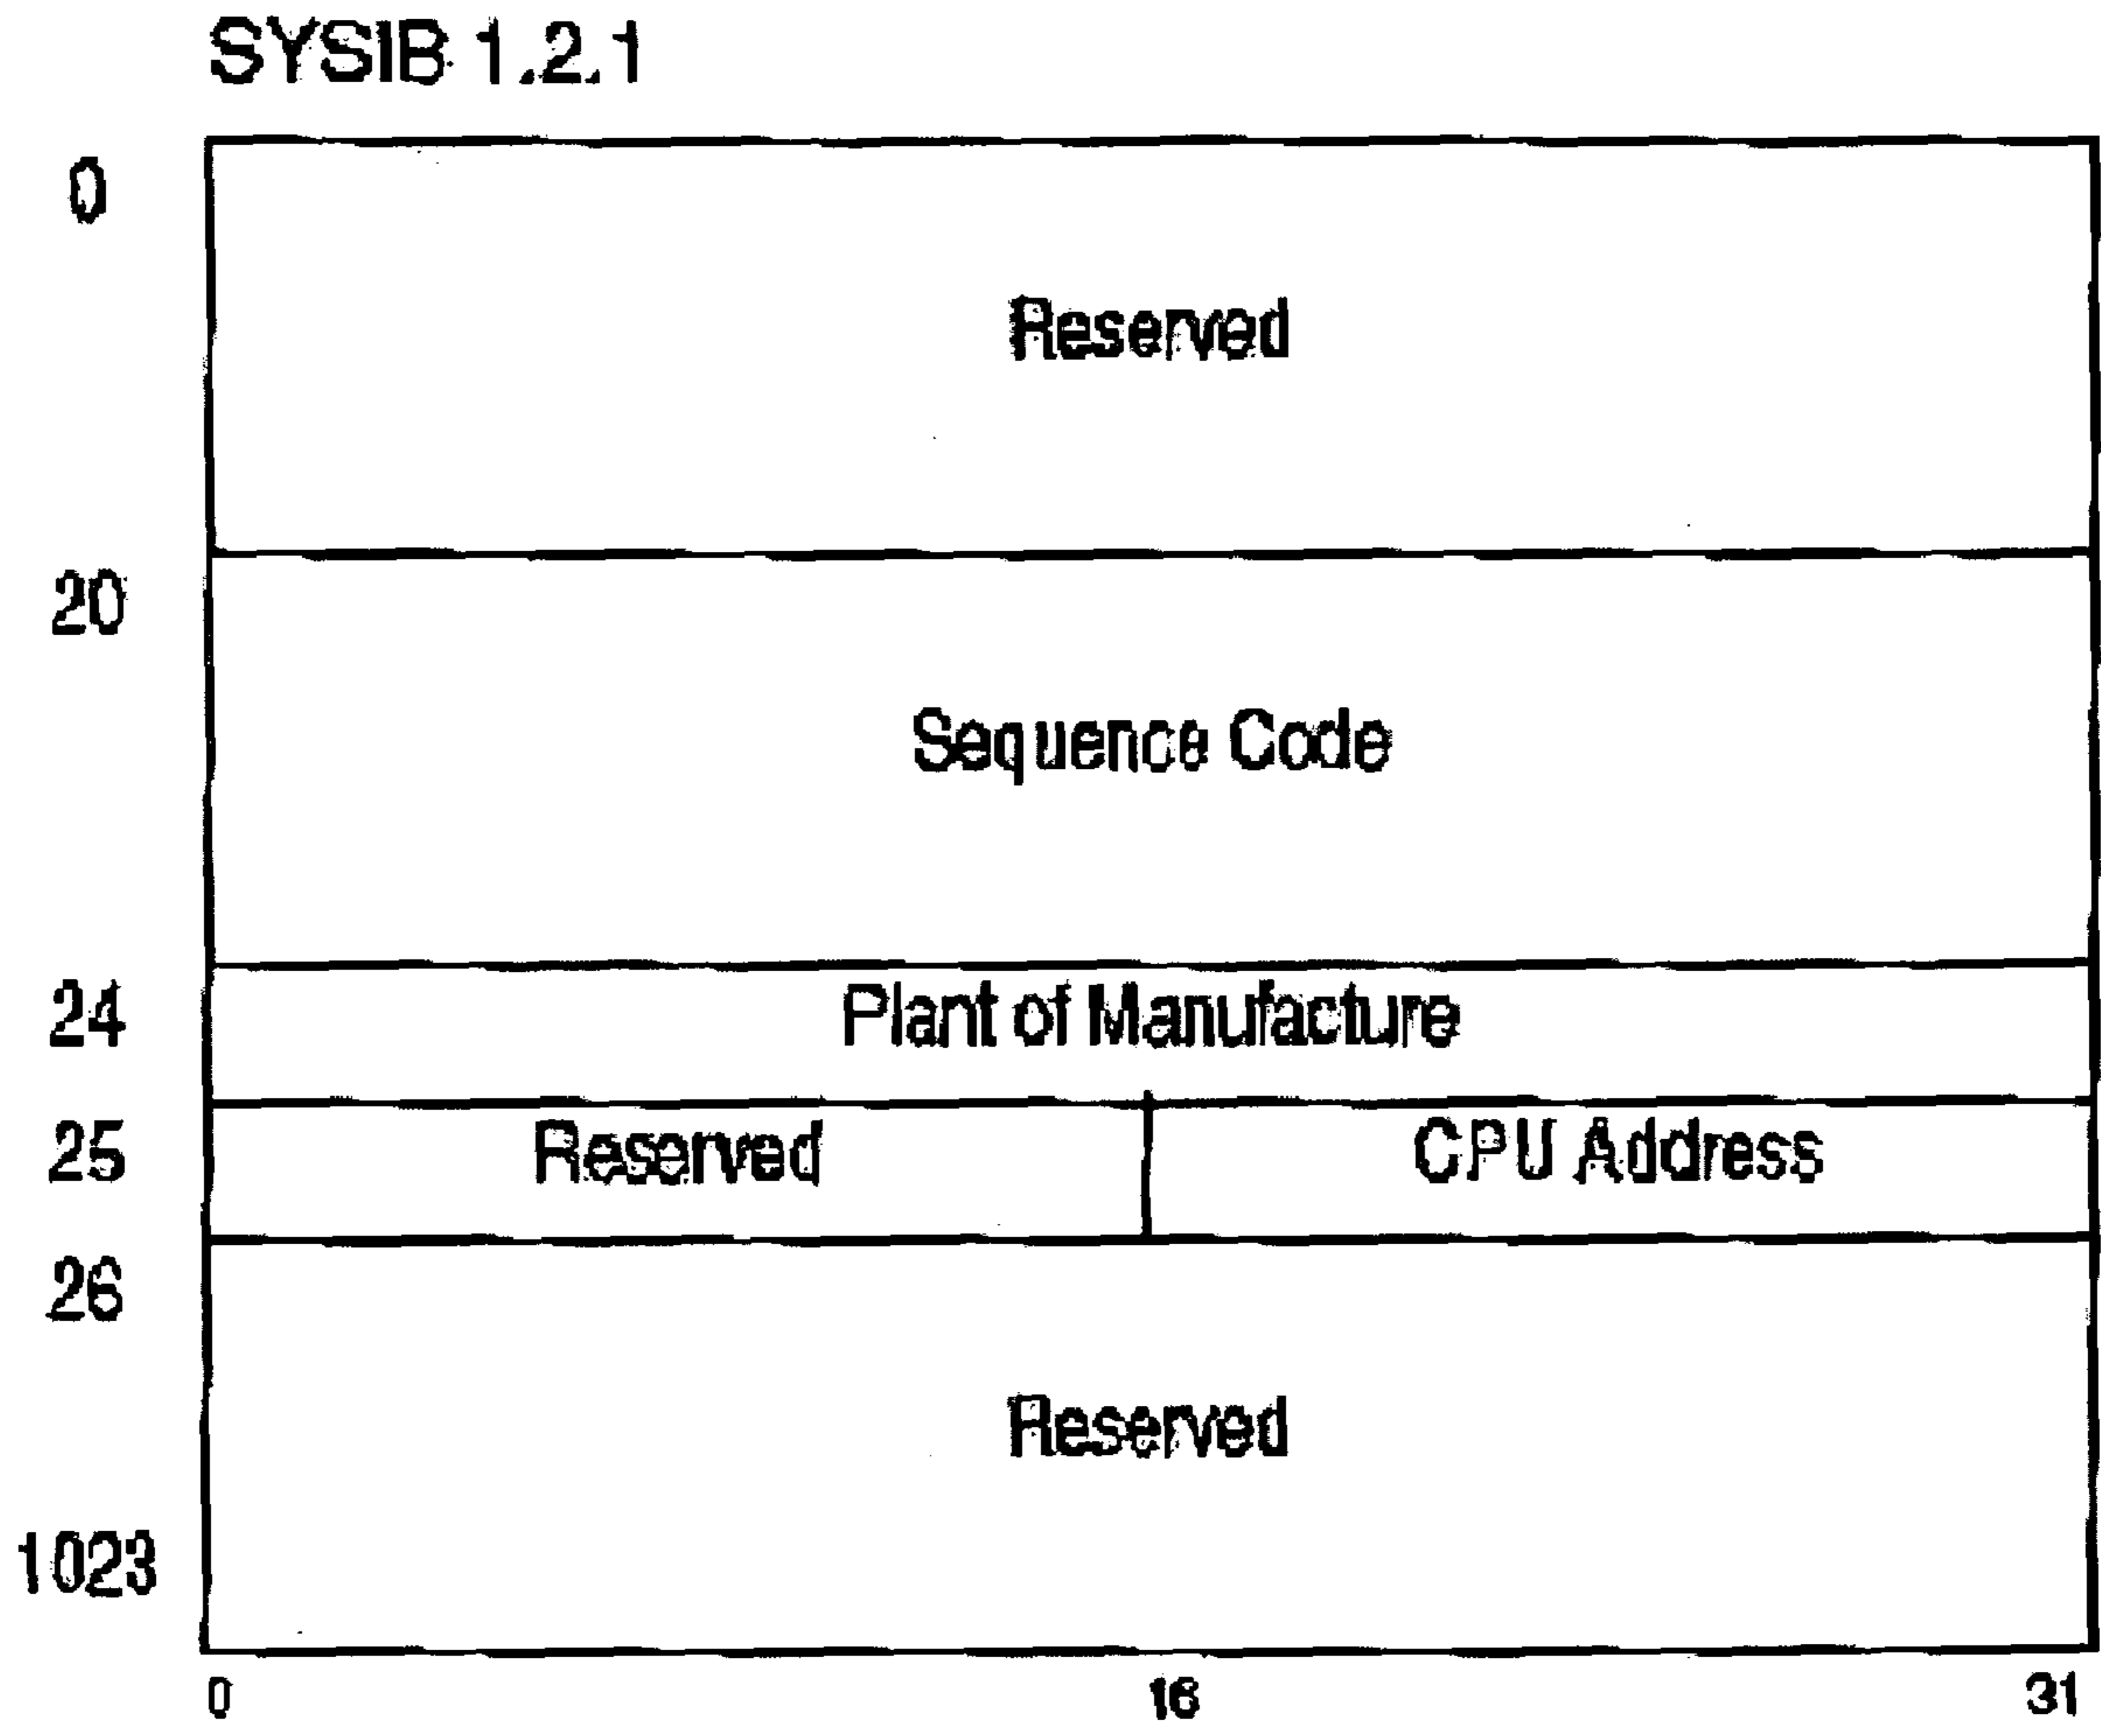 SYSIB 1.2.1
0
Reserved
20
Sequence Code
24 Plant of Manufacture
25 Reserved CPU Address
26
Reserved
1023
0 16 31